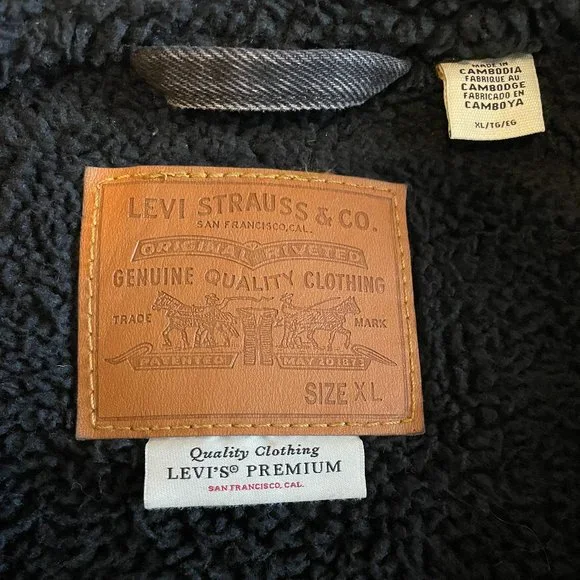 MADE IN
CAMBODIA
FABRIQUE AU
CAMBODGE
FABRICADO EN
CAMBOYA
XL/TG/EG
LEVI STRAUSS & CO.
SAN FRANCISCO, CAL.
ORIGINAL RIVETED
GENUINE QUALITY CLOTHING
TRADE MARK
PATENTED MAY 20 1873
SIZE XL
Quality Clothing
LEVI'S® PREMIUM
SAN FRANCISCO, CAL.